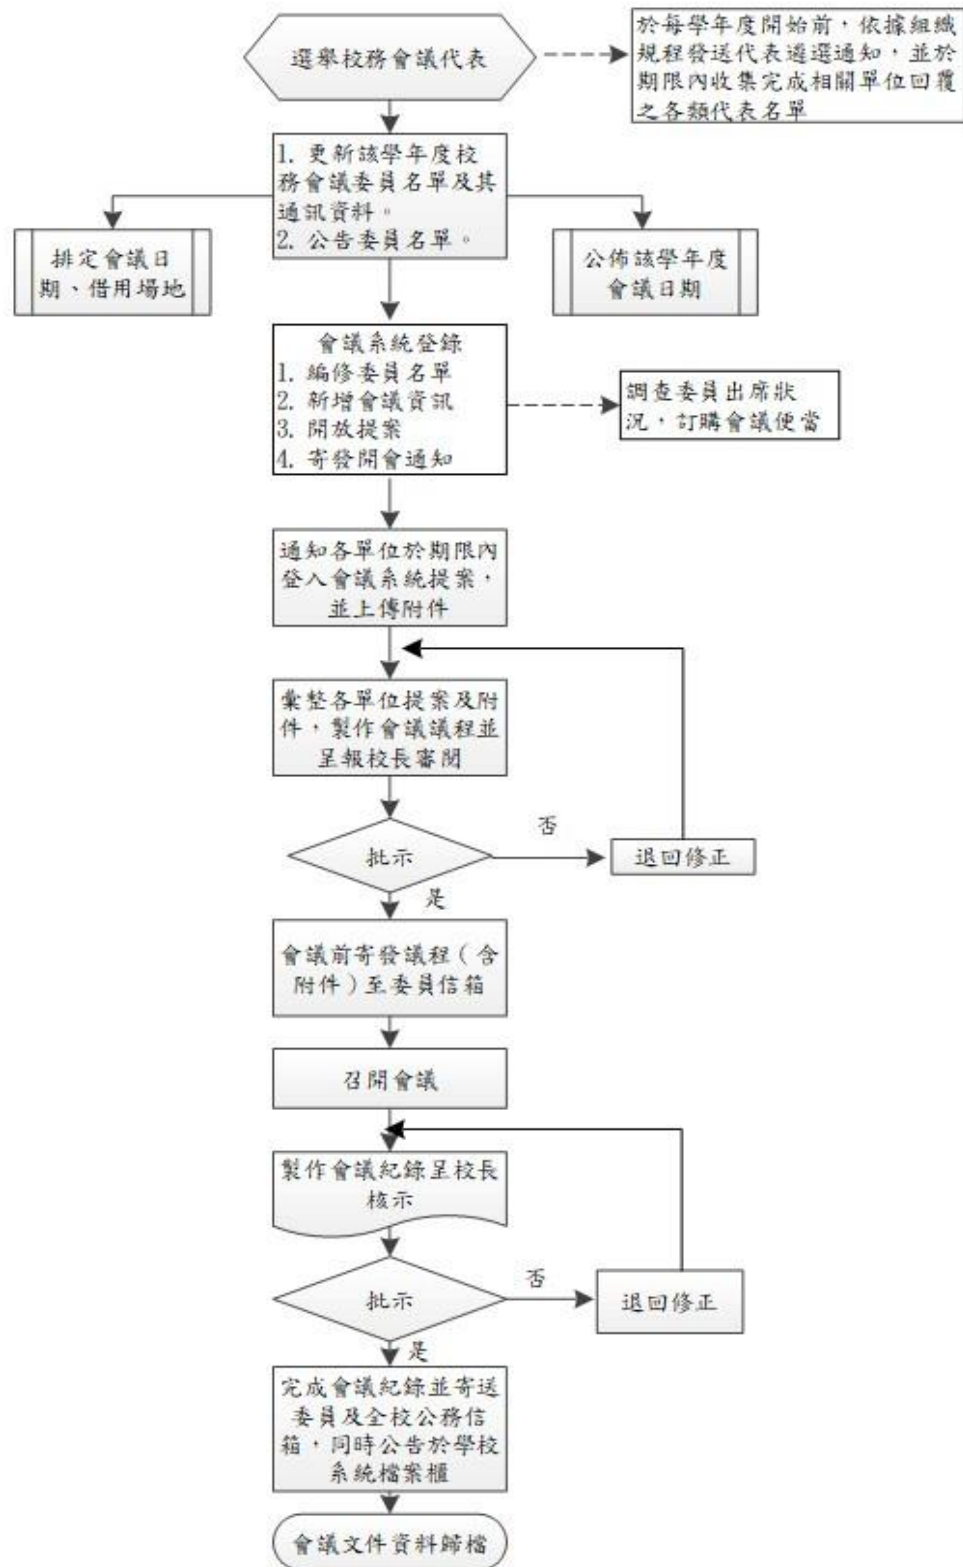 選舉校務會議代表
於每學年度開始前，依據組織
規程發送代表遴選通知，並於
期限內收集完成相關單位回覆
之各類代表名單
1. 更新該學年度校
務會議委員名單及其
通訊資料。
2. 公告委員名單。
排定會議日
期、借用場地
公佈該學年度
會議日期
會議系統登錄
1. 編修委員名單
2. 新增會議資訊
3. 開放提案
4. 寄發開會通知
調查委員出席狀
況，訂購會議便當
通知各單位於期限內
登入會議系統提案，
並上傳附件
彙整各單位提案及附
件，製作會議議程並
呈報校長審閱
批示
否
退回修正
是
會議前寄發議程（含
附件）至委員信箱
召開會議
製作會議紀錄呈校長
核示
批示
否
退回修正
是
完成會議紀錄並寄送
委員及全校公務信
箱，同時公告於學校
系統檔案櫃
會議文件資料歸檔